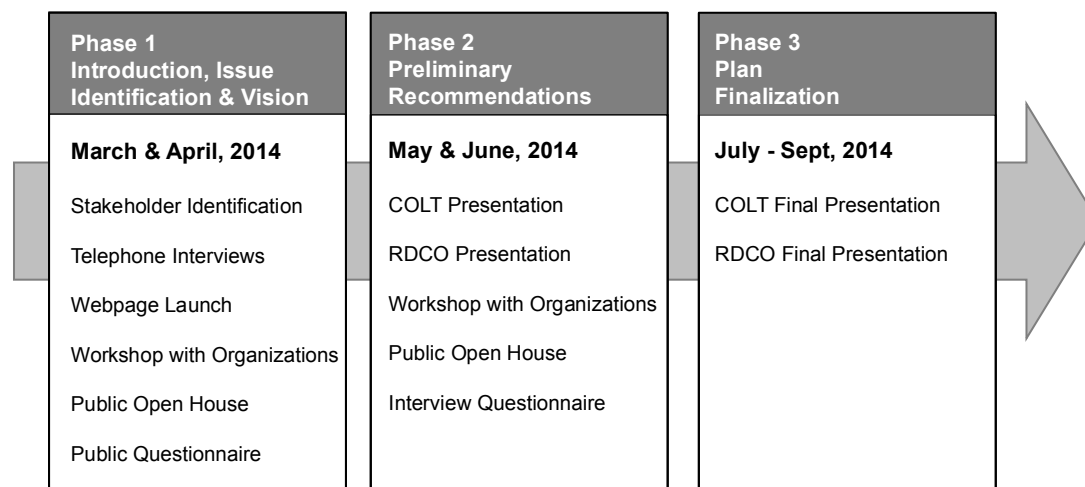 Phase 1
Introduction, Issue
Identification & Vision
March & April, 2014
Stakeholder Identification
Telephone Interviews
Webpage Launch
Workshop with Organizations
Public Open House
Public Questionnaire
Phase 2
Preliminary
Recommendations
May & June, 2014
COLT Presentation
RDCO Presentation
Workshop with Organizations
Public Open House
Interview Questionnaire
Phase 3
Plan
Finalization
July - Sept, 2014
COLT Final Presentation
RDCO Final Presentation